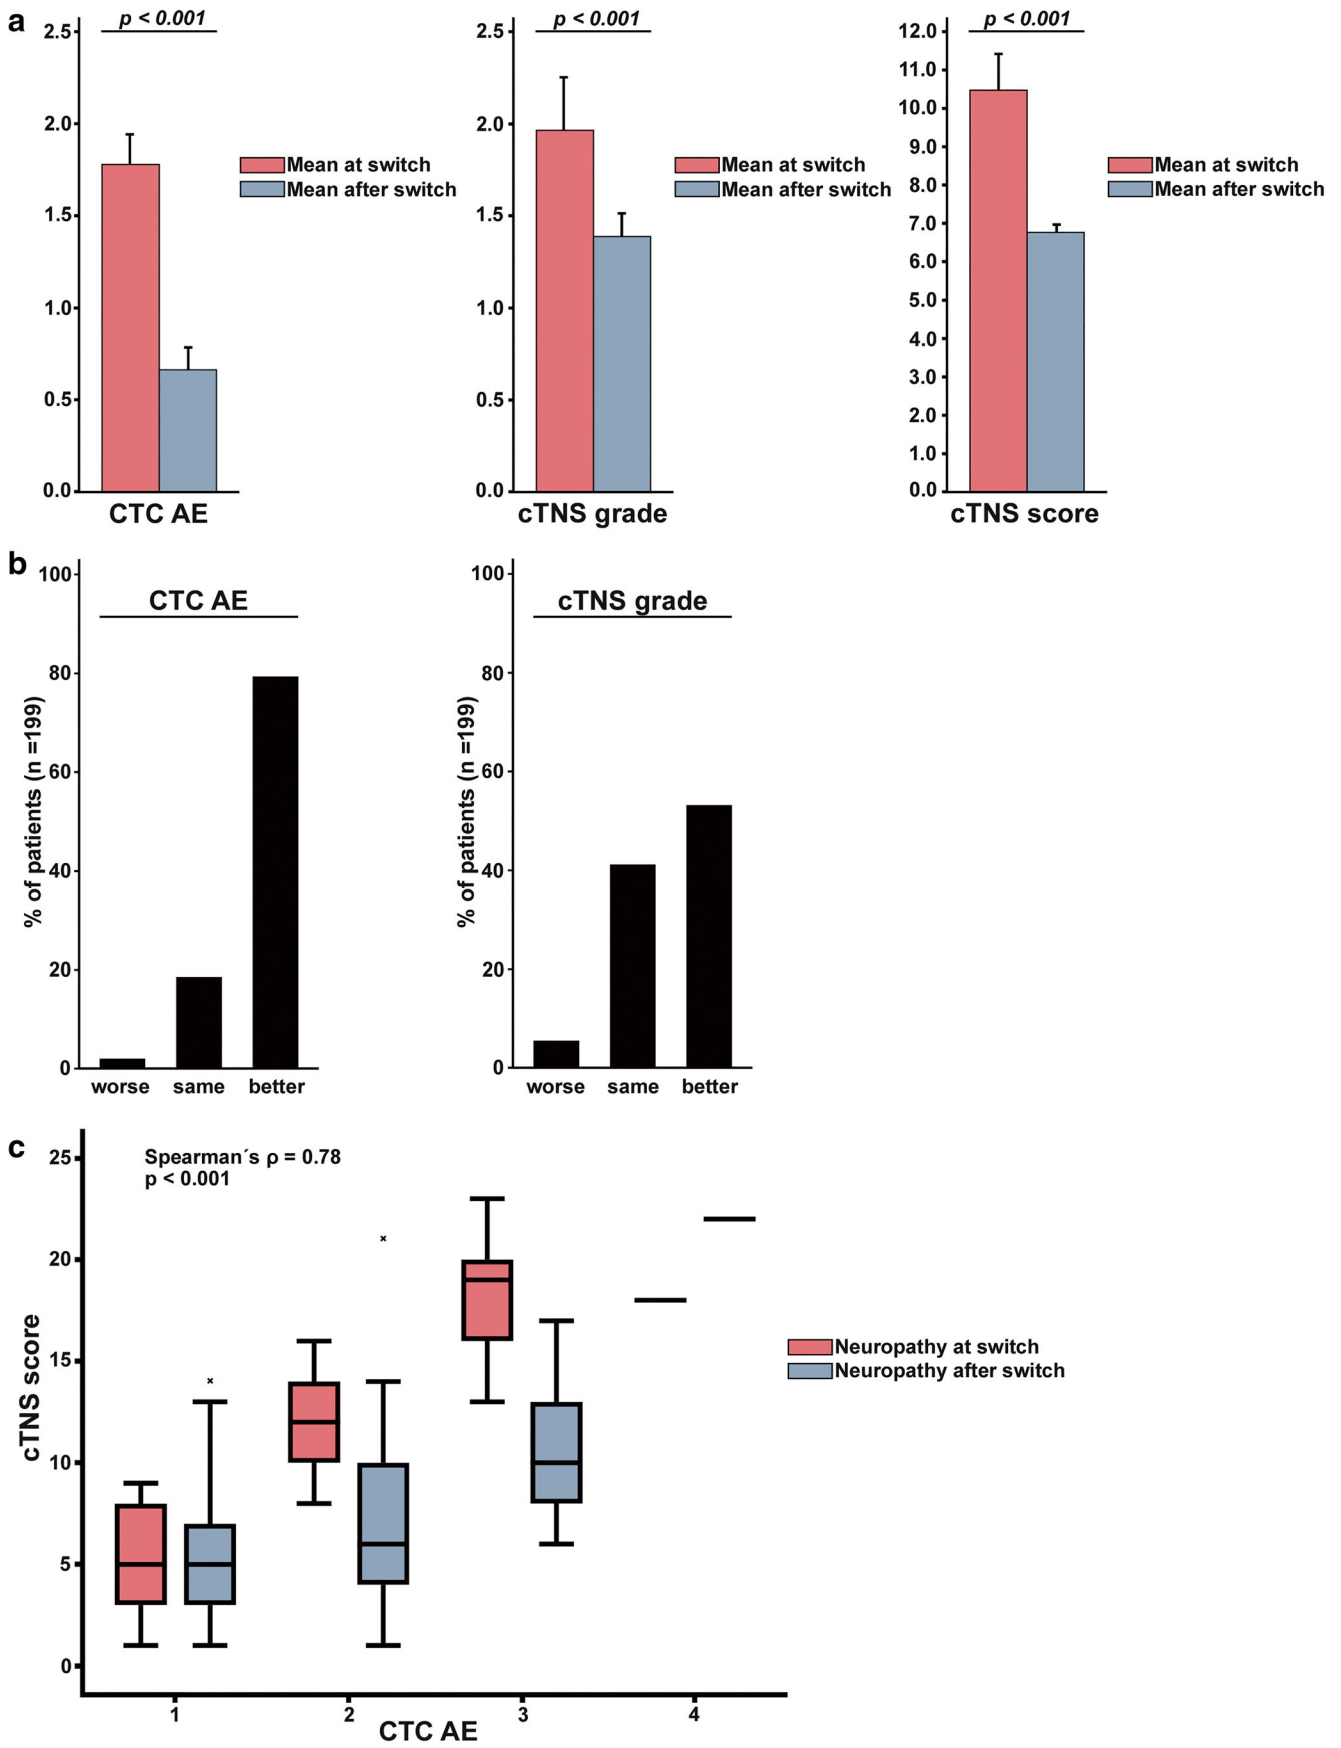 a
p < 0.001
2.5
2.0
1.5
1.0
0.5
0.0
Mean at switch
Mean after switch
CTC AE
p < 0.001
2.5
2.0
1.5
1.0
0.5
0.0
Mean at switch
Mean after switch
cTNS grade
p < 0.001
12.0
11.0
10.0
9.0
8.0
7.0
6.0
5.0
4.0
3.0
2.0
1.0
0.0
Mean at switch
Mean after switch
cTNS score
b
CTC AE
% of patients (n =199)
100
80
60
40
20
0
worse same better
cTNS grade
% of patients (n =199)
100
80
60
40
20
0
worse same better
c
Spearman´s ρ = 0.78
p < 0.001
cTNS score
25
20
15
10
5
0
Neuropathy at switch
Neuropathy after switch
1 2 3 4
CTC AE